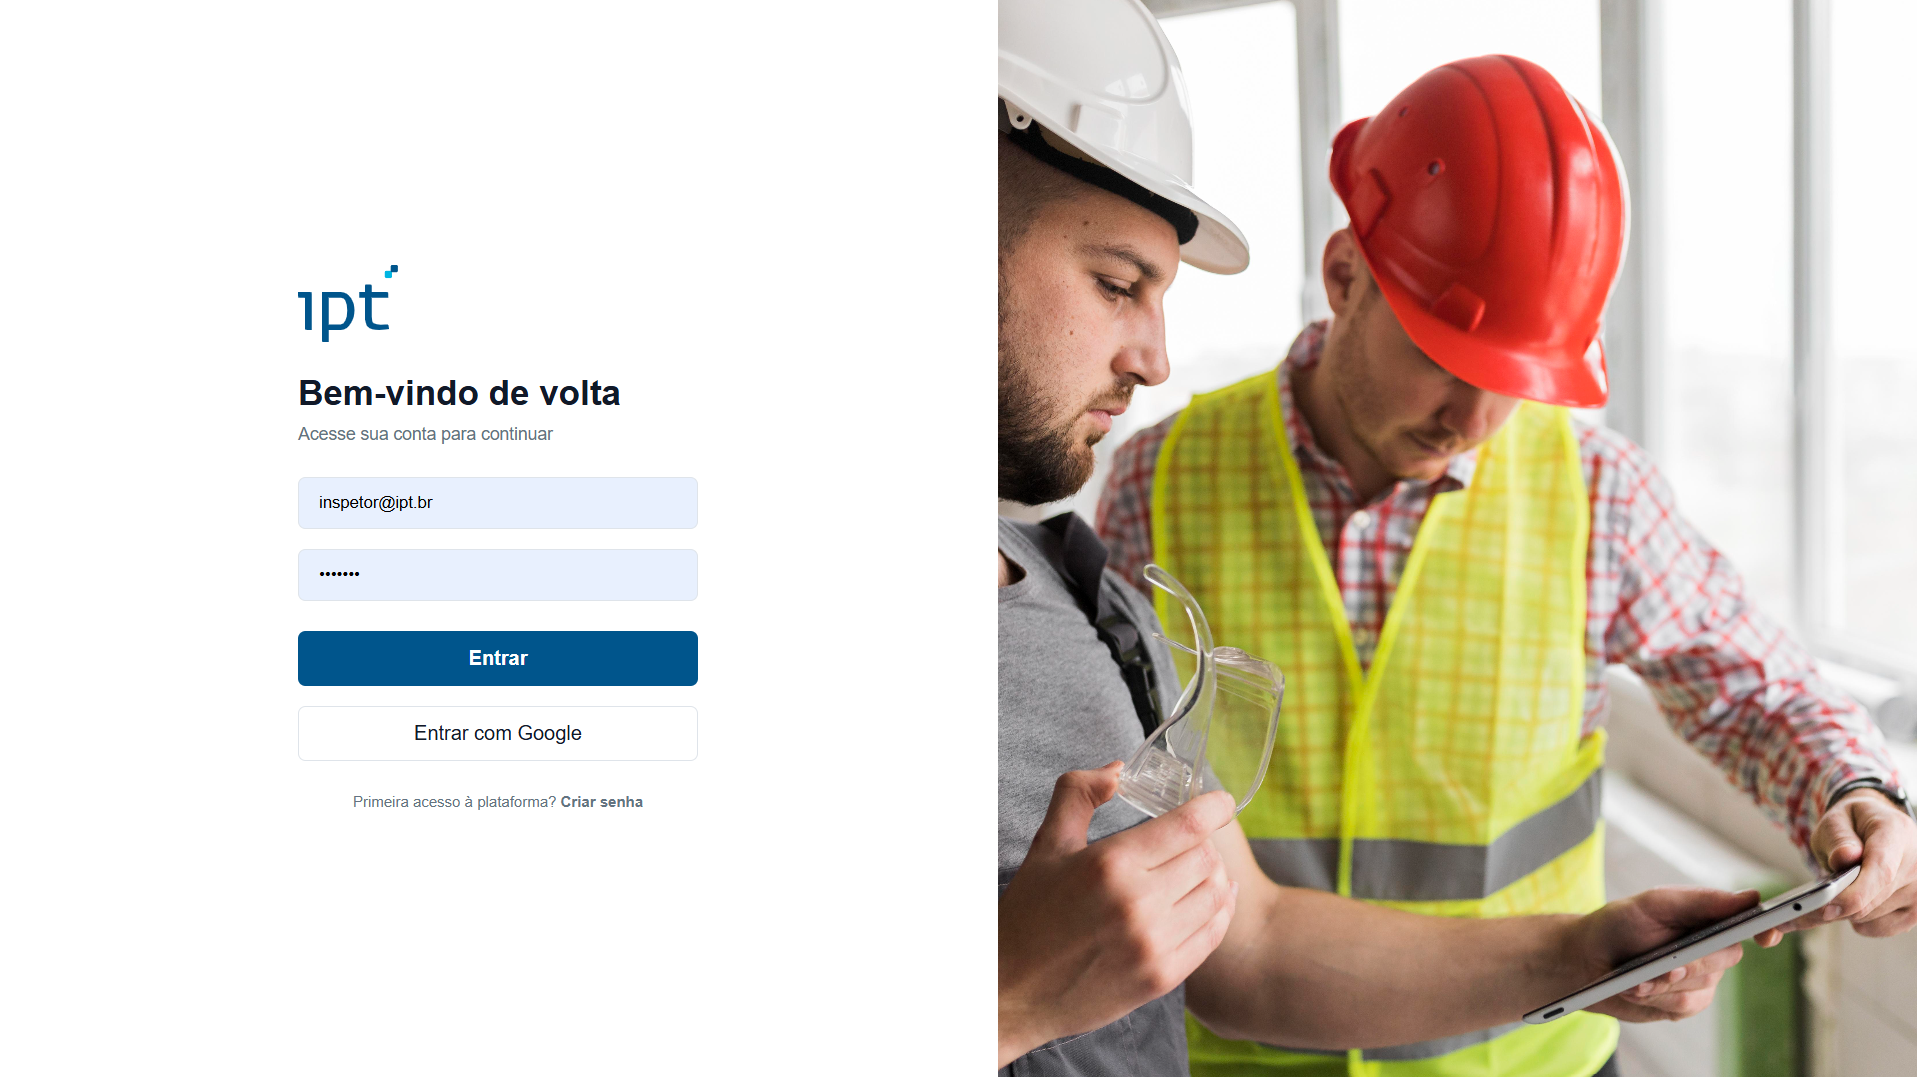 ipt
Bem-vindo de volta
Acesse sua conta para continuar
inspetor@ipt.br
•••••••
Entrar
Entrar com Google
Primeira acesso à plataforma? Criar senha